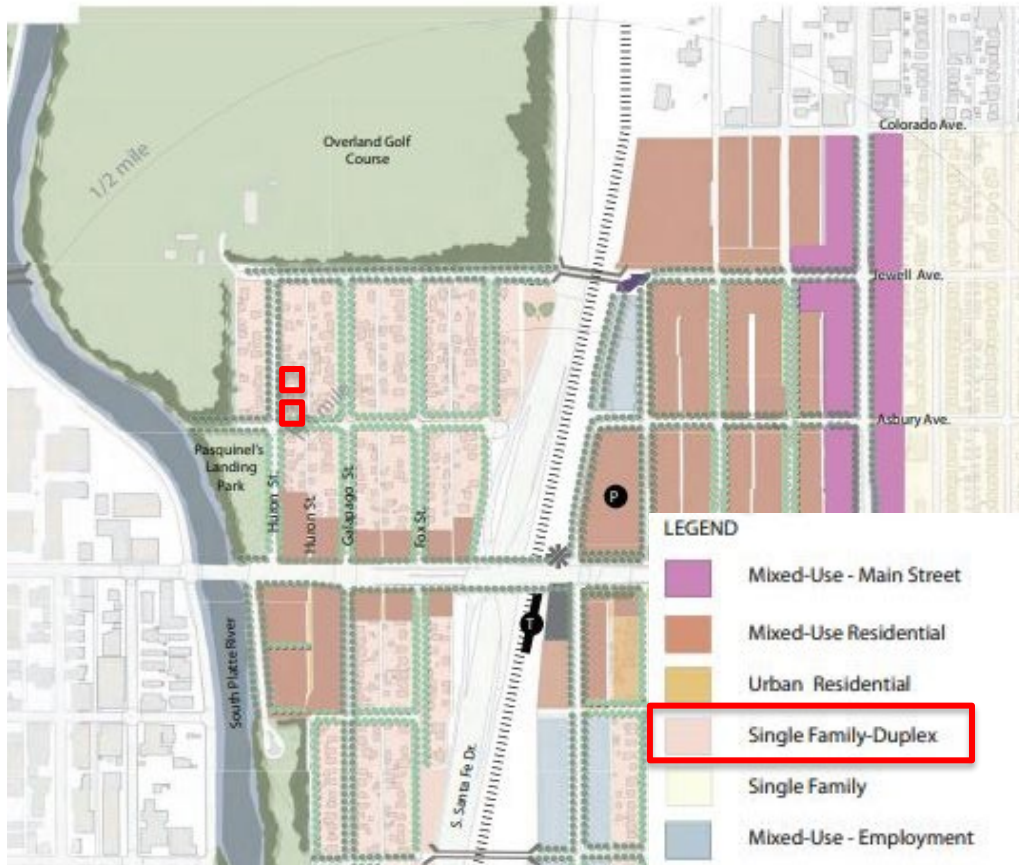 Colorado Ave.
Overland Golf
Course
1/2 mile
Jewell Ave.
mile
Asbury Ave.
Pasquinel's
Landing
Park
Huron St.
Huron St.
Galapago St.
Fox St.
P
LEGEND
Mixed-Use - Main Street
Mixed-Use Residential
Urban Residential
Single Family-Duplex
Single Family
Mixed-Use - Employment
T
South Platte River
S. Santa Fe Dr.